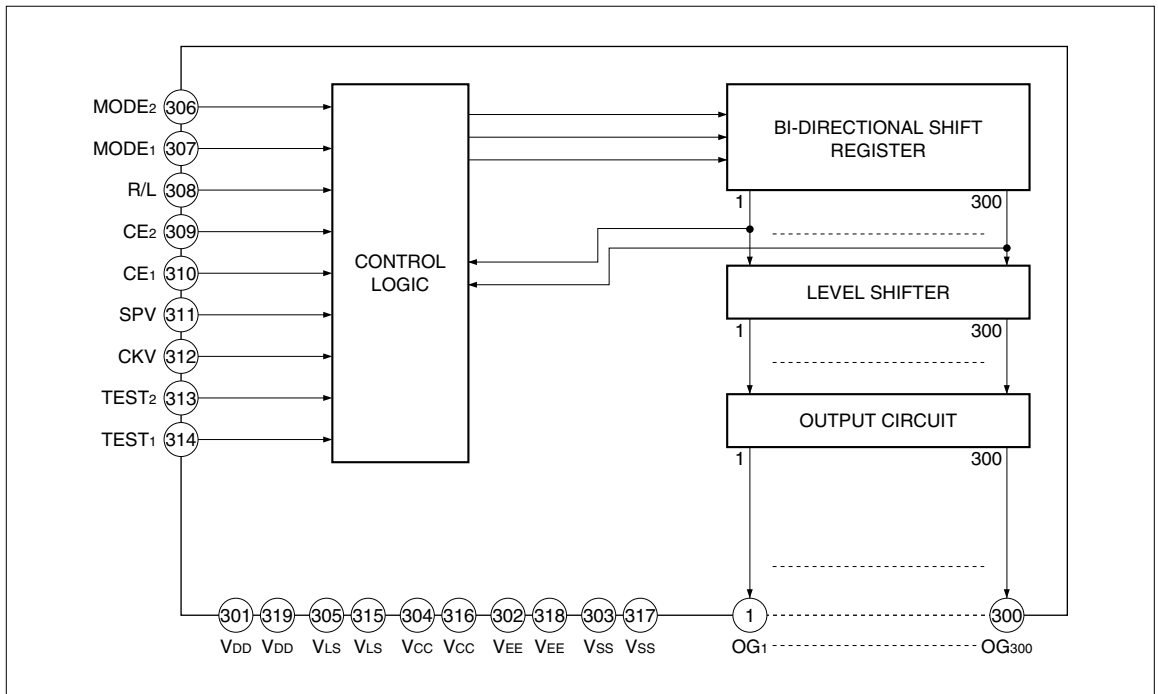 MODE2 306
MODE1 307
R/L 308
CE2 309
CE1 310
SPV 311
CKV 312
TEST2 313
TEST1 314
CONTROL
LOGIC
BI-DIRECTIONAL SHIFT
REGISTER
1 300
LEVEL SHIFTER
1 300
OUTPUT CIRCUIT
1 300
301 319 305 315 304 316 302 318 303 317 1 300
VDD VDD VLS VLS VCC VCC VEE VEE VSS VSS OG1 OG300